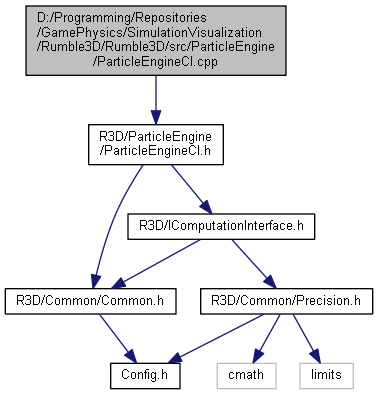 D:/Programming/Repositories
/GamePhysics/SimulationVisualization
/Rumble3D/Rumble3D/src/ParticleEngine
/ParticleEngineCI.cpp
R3D/ParticleEngine
/ParticleEngineCI.h
R3D/IComputationInterface.h
R3D/Common/Common.h
R3D/Common/Precision.h
Config.h
cmath
limits